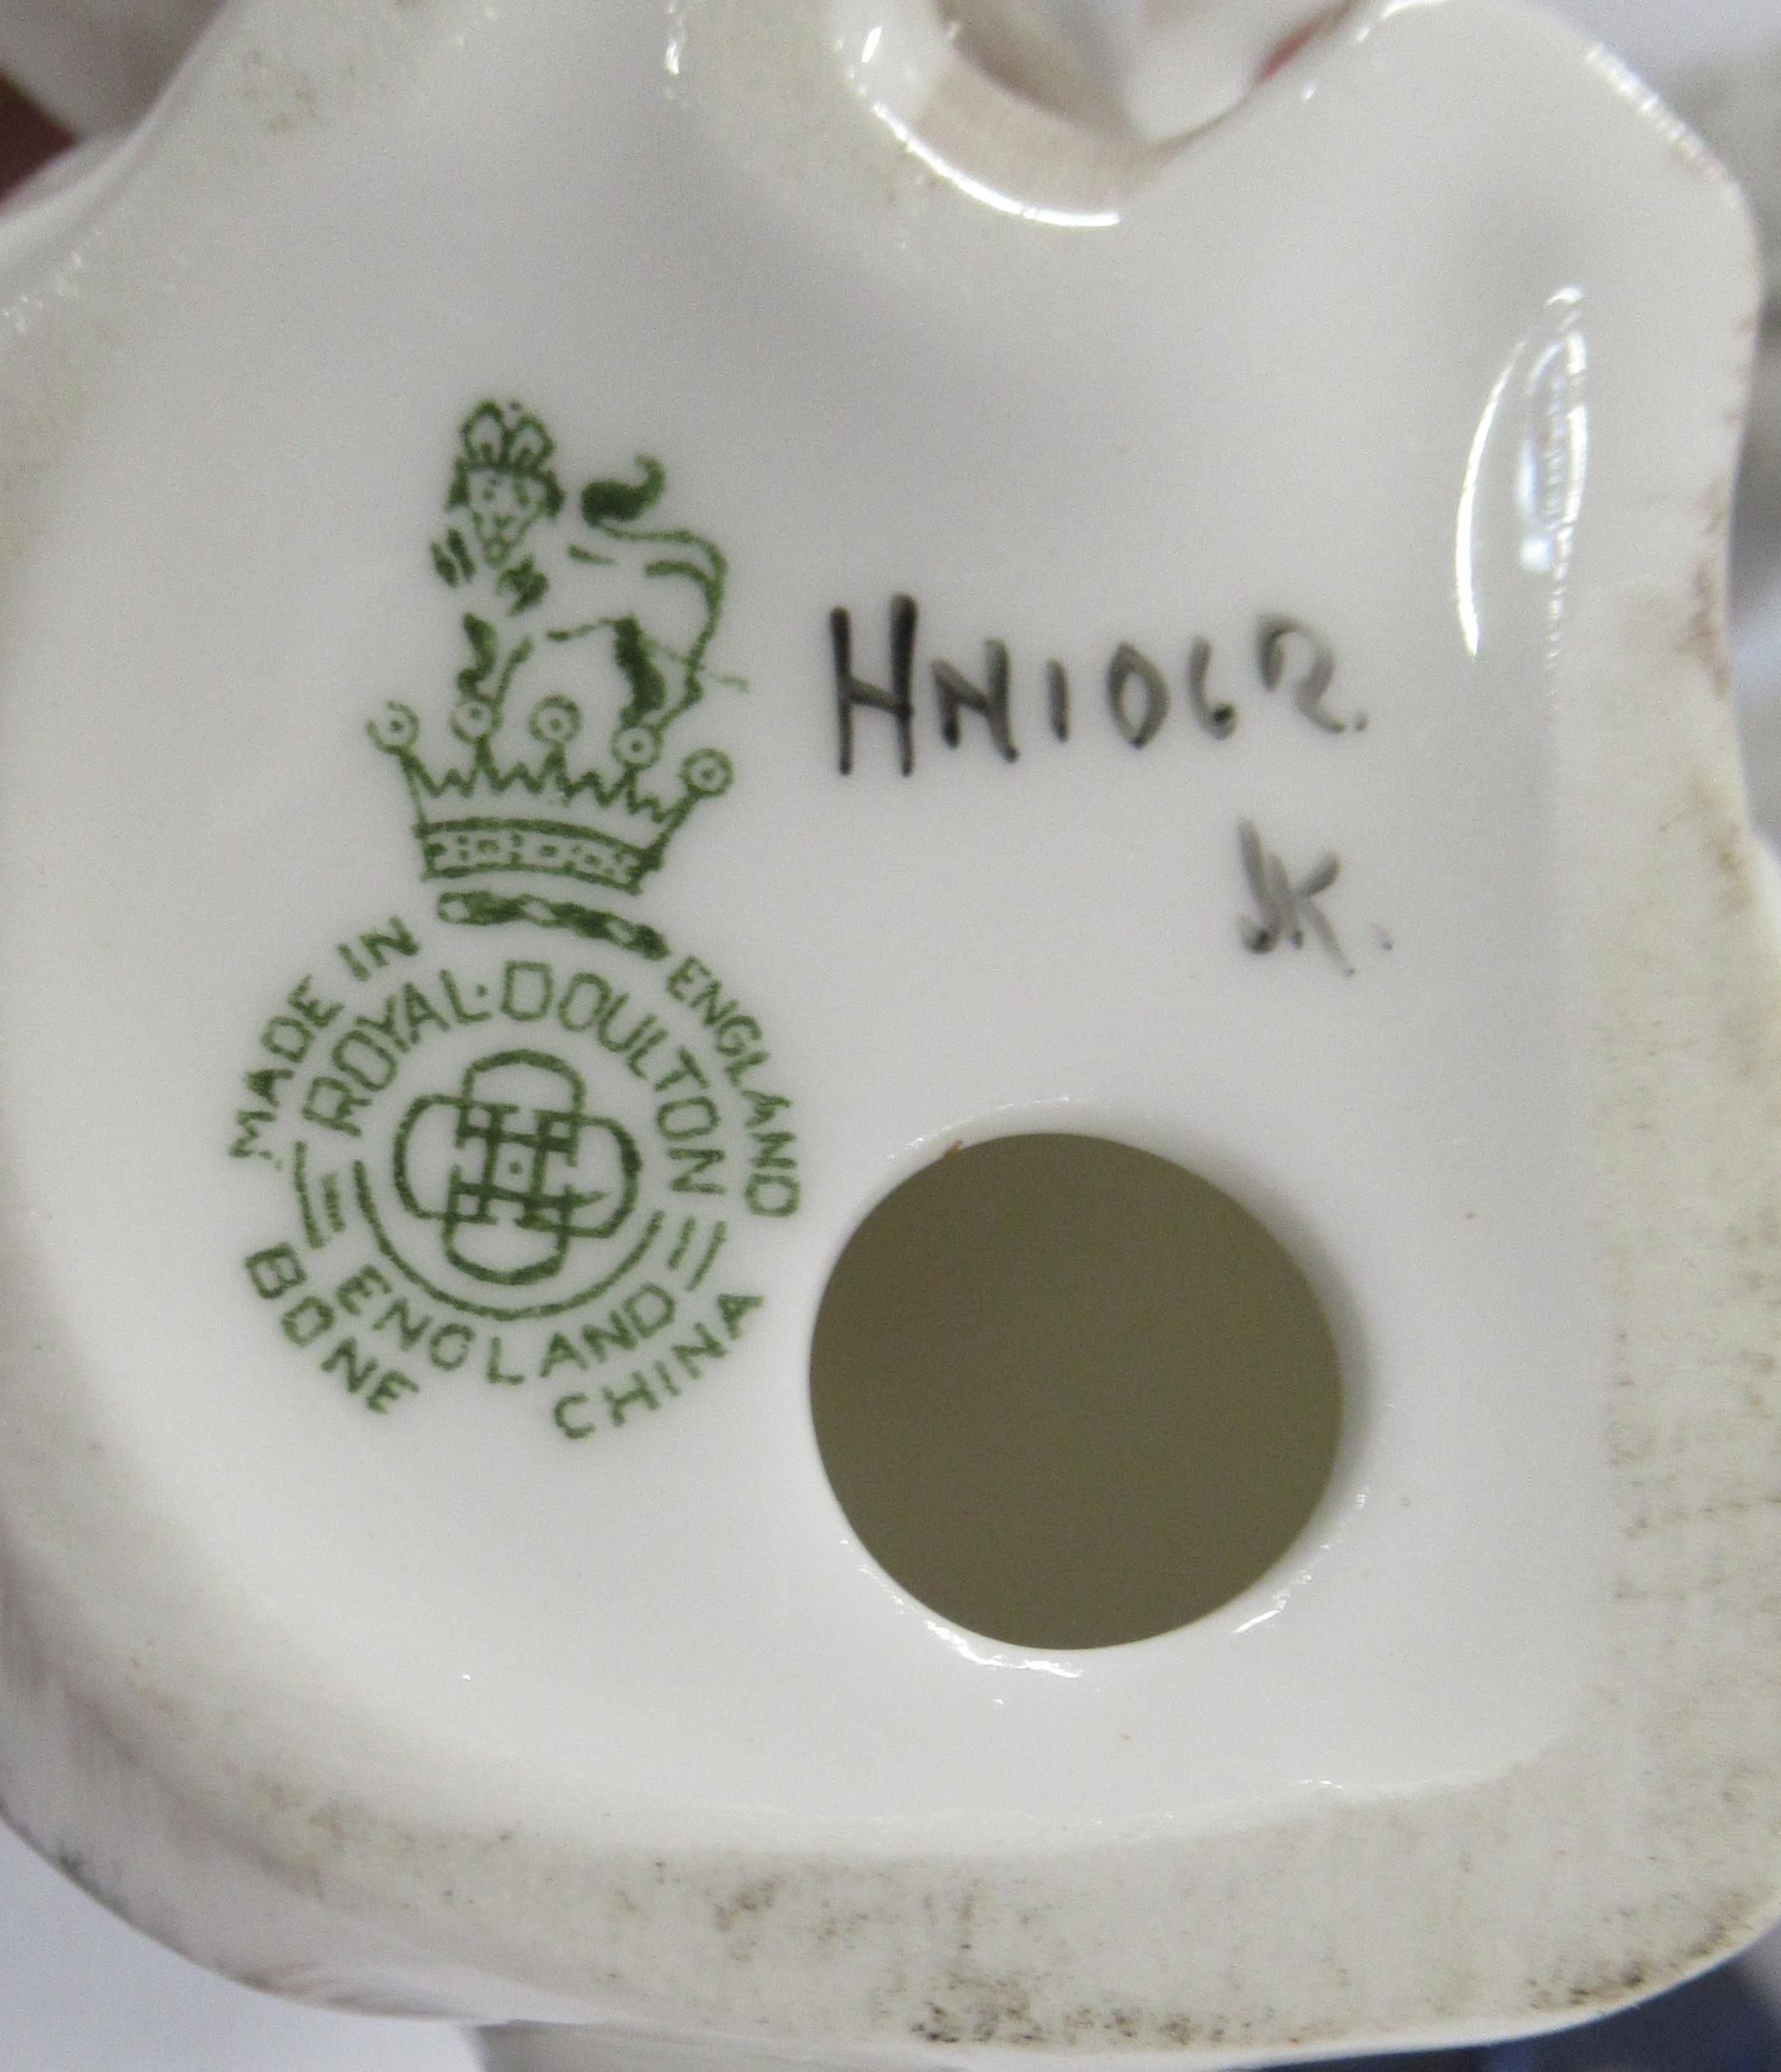 HN1062.
JK.
MADE IN ENGLAND
ROYAL·DOULTON
ENGLAND
BONE CHINA